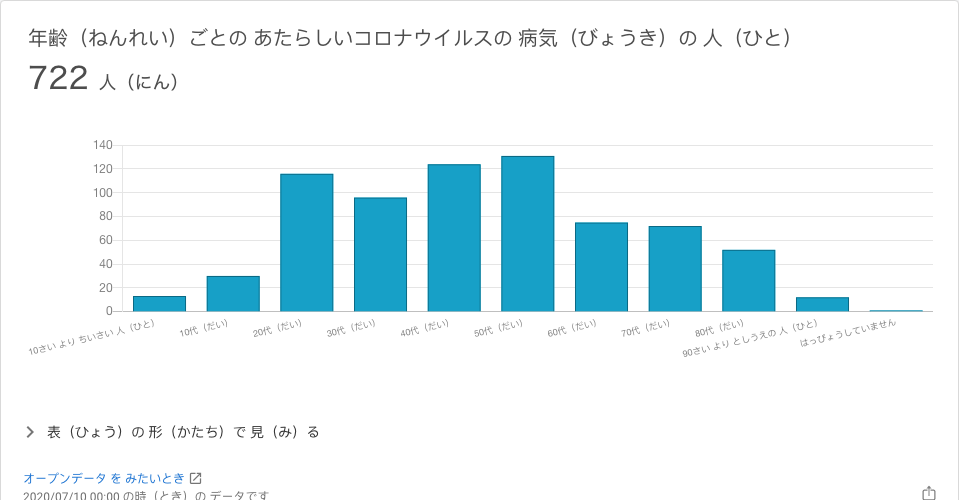 年齢（ねんれい）ごとの あたらしいコロナウイルスの 病気（びょうき）の 人（ひと）
722 人（にん）
140
120
100
80
60
40
20
0
10さい より ちいさい 人（ひと）
10代（だい）
20代（だい）
30代（だい）
40代（だい）
50代（だい）
60代（だい）
70代（だい）
80代（だい）
90さい より としうえの 人（ひと）
はっぴょうしていません
表（ひょう）の 形（かたち）で 見（み）る
オープンデータ を みたいとき
2020/07/10 00:00 の時（とき）の データです